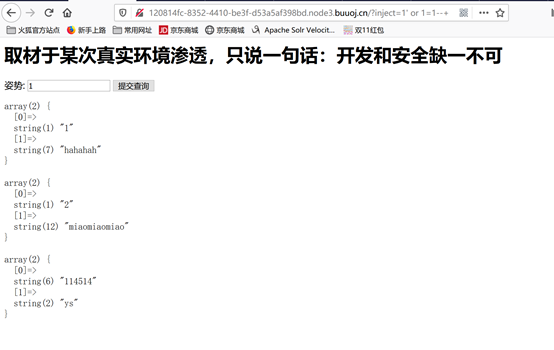 120814fc-8352-4410-be3f-d53a5af398bd.node3.buuoj.cn/?inject=1' or 1=1--+
火狐官方站点 新手上路 常用网址 JD 京东商城 京东商城 Apache Solr Velocit... 双11红包
取材于某次真实环境渗透，只说一句话：开发和安全缺一不可
姿势: 1 提交查询
array(2) {
[0]=>
string(1) "1"
[1]=>
string(7) "hahahah"
}
array(2) {
[0]=>
string(1) "2"
[1]=>
string(12) "miaomiaomiao"
}
array(2) {
[0]=>
string(6) "114514"
[1]=>
string(2) "ys"
}